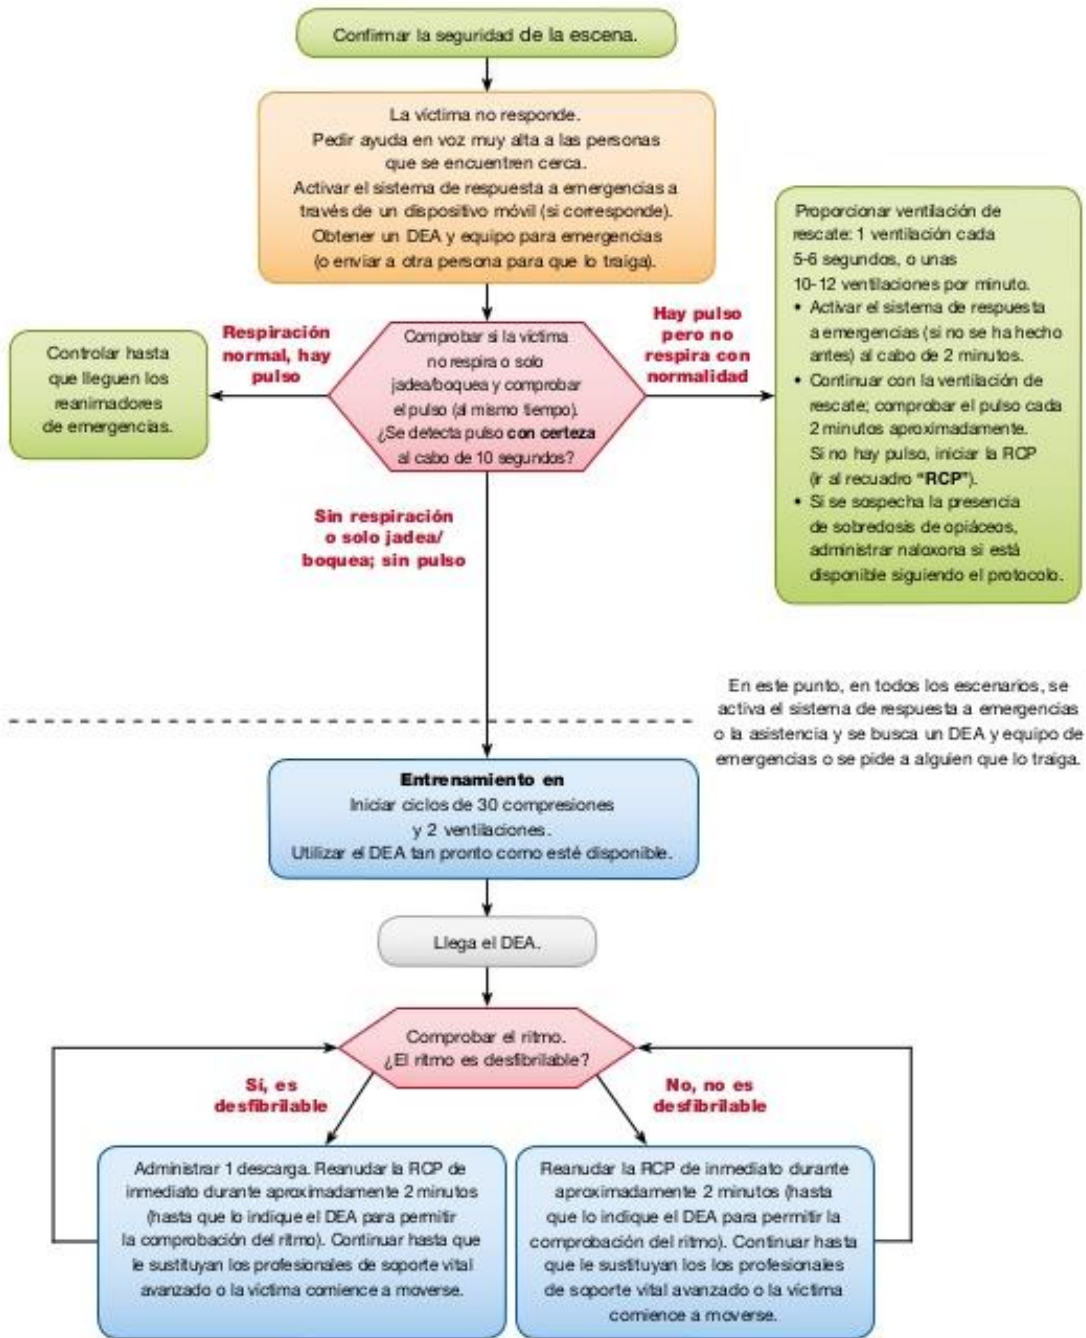 Confirmar la seguridad de la escena.
La víctima no responde.
Pedir ayuda en voz muy alta a las personas
que se encuentren cerca.
Activar el sistema de respuesta a emergencias a
través de un dispositivo móvil (si corresponde).
Obtener un DEA y equipo para emergencias
(o enviar a otra persona para que lo traiga).
Respiración
normal, hay
pulso
Controlar hasta
que lleguen los
reanimadores
de emergencias.
Comprobar si la víctima
no respira o solo
jadea/boquea y comprobar
el pulso (al mismo tiempo).
¿Se detecta pulso con certeza
al cabo de 10 segundos?
Hay pulso
pero no
respira con
normalidad
Proporcionar ventilación de
rescate: 1 ventilación cada
5-6 segundos, o unas
10-12 ventilaciones por minuto.
• Activar el sistema de respuesta
a emergencias (si no se ha hecho
antes) al cabo de 2 minutos.
• Continuar con la ventilación de
rescate; comprobar el pulso cada
2 minutos aproximadamente.
Si no hay pulso, iniciar la RCP
(ir al recuadro “RCP”).
• Si se sospecha la presencia
de sobredosis de opiáceos,
administrar naloxona si está
disponible siguiendo el protocolo.
Sin respiración
o solo jadea/
boquea; sin pulso
En este punto, en todos los escenarios, se
activa el sistema de respuesta a emergencias
o la asistencia y se busca un DEA y equipo de
emergencias o se pide a alguien que lo traiga.
Entrenamiento en
Iniciar ciclos de 30 compresiones
y 2 ventilaciones.
Utilizar el DEA tan pronto como esté disponible.
Llega el DEA.
Comprobar el ritmo.
¿El ritmo es desfibrilable?
Sí, es
desfibrilable
No, no es
desfibrilable
Administrar 1 descarga. Reanudar la RCP de
inmediato durante aproximadamente 2 minutos
(hasta que lo indique el DEA para permitir
la comprobación del ritmo). Continuar hasta que
le sustituyan los profesionales de soporte vital
avanzado o la víctima comience a moverse.
Reanudar la RCP de inmediato durante
aproximadamente 2 minutos (hasta
que lo indique el DEA para permitir la
comprobación del ritmo). Continuar hasta
que le sustituyan los los profesionales
de soporte vital avanzado o la víctima
comience a moverse.